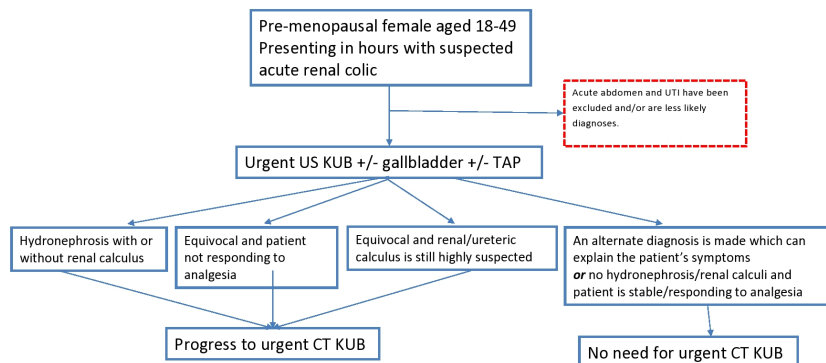 Pre-menopausal female aged 18-49
Presenting in hours with suspected
acute renal colic
Acute abdomen and UTI have been
excluded and/or are less likely
diagnoses.
Urgent US KUB +/- gallbladder +/- TAP
Hydronephrosis with or
without renal calculus
Equivocal and patient
not responding to
analgesia
Equivocal and renal/ureteric
calculus is still highly suspected
An alternate diagnosis is made which can
explain the patient’s symptoms
or no hydronephrosis/renal calculi and
patient is stable/responding to analgesia
Progress to urgent CT KUB
No need for urgent CT KUB